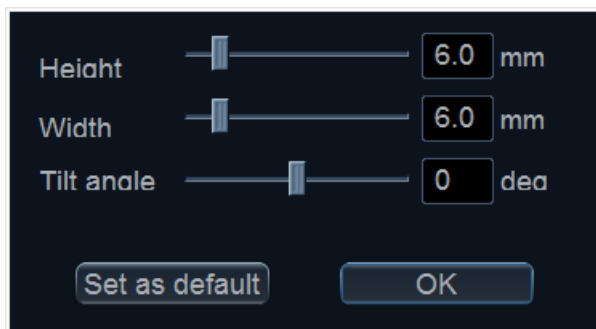 Height 6.0 mm
Width 6.0 mm
Tilt angle 0 deg
Set as default OK